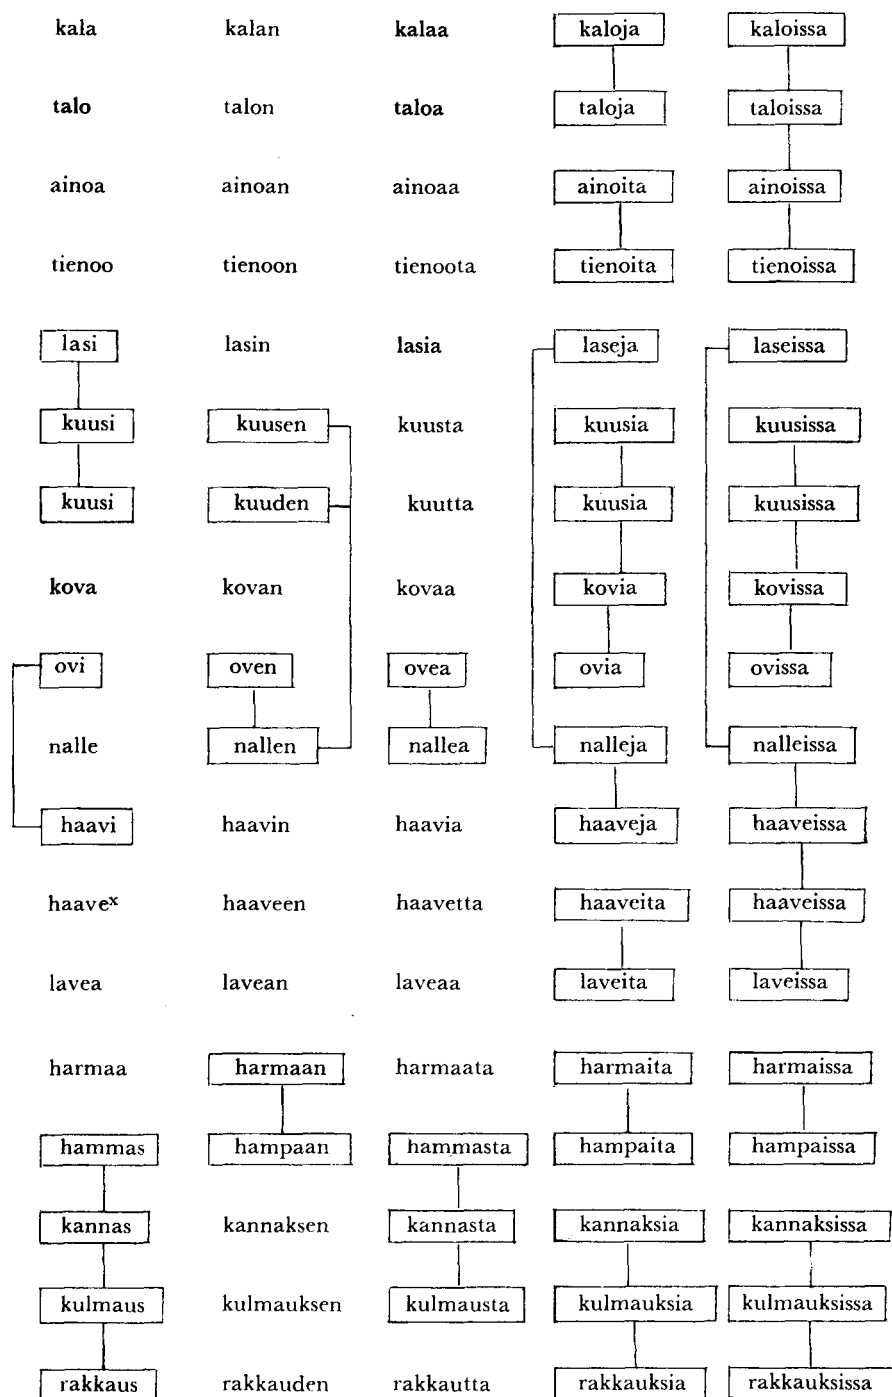 kala kalan kalaa kaloja kaloissa
talo talon taloa taloja taloissa
ainoa ainoan ainoaa ainoita ainoissa
tienoo tienoon tienoota tienoita tienoissa
lasi lasin lasia laseja laseissa
kuusi kuusen kuusta kuusia kuusissa
kuusi kuuden kuutta kuusia kuusissa
kova kovan kovaa kovia kovissa
ovi oven ovea ovia ovissa
nalle nallen nallea nalleja nalleissa
haavi haavin haavia haaveja haaveissa
haaveˣ haaveen haavetta haaveita haaveissa
lavea lavean laveaa laveita laveissa
harmaa harmaan harmaata harmaita harmaissa
hammas hampaan hammasta hampaita hampaissa
kannas kannaksen kannasta kannaksia kannaksissa
kulmaus kulmauksen kulmausta kulmauksia kulmauksissa
rakkaus rakkauden rakkautta rakkauksia rakkauksissa